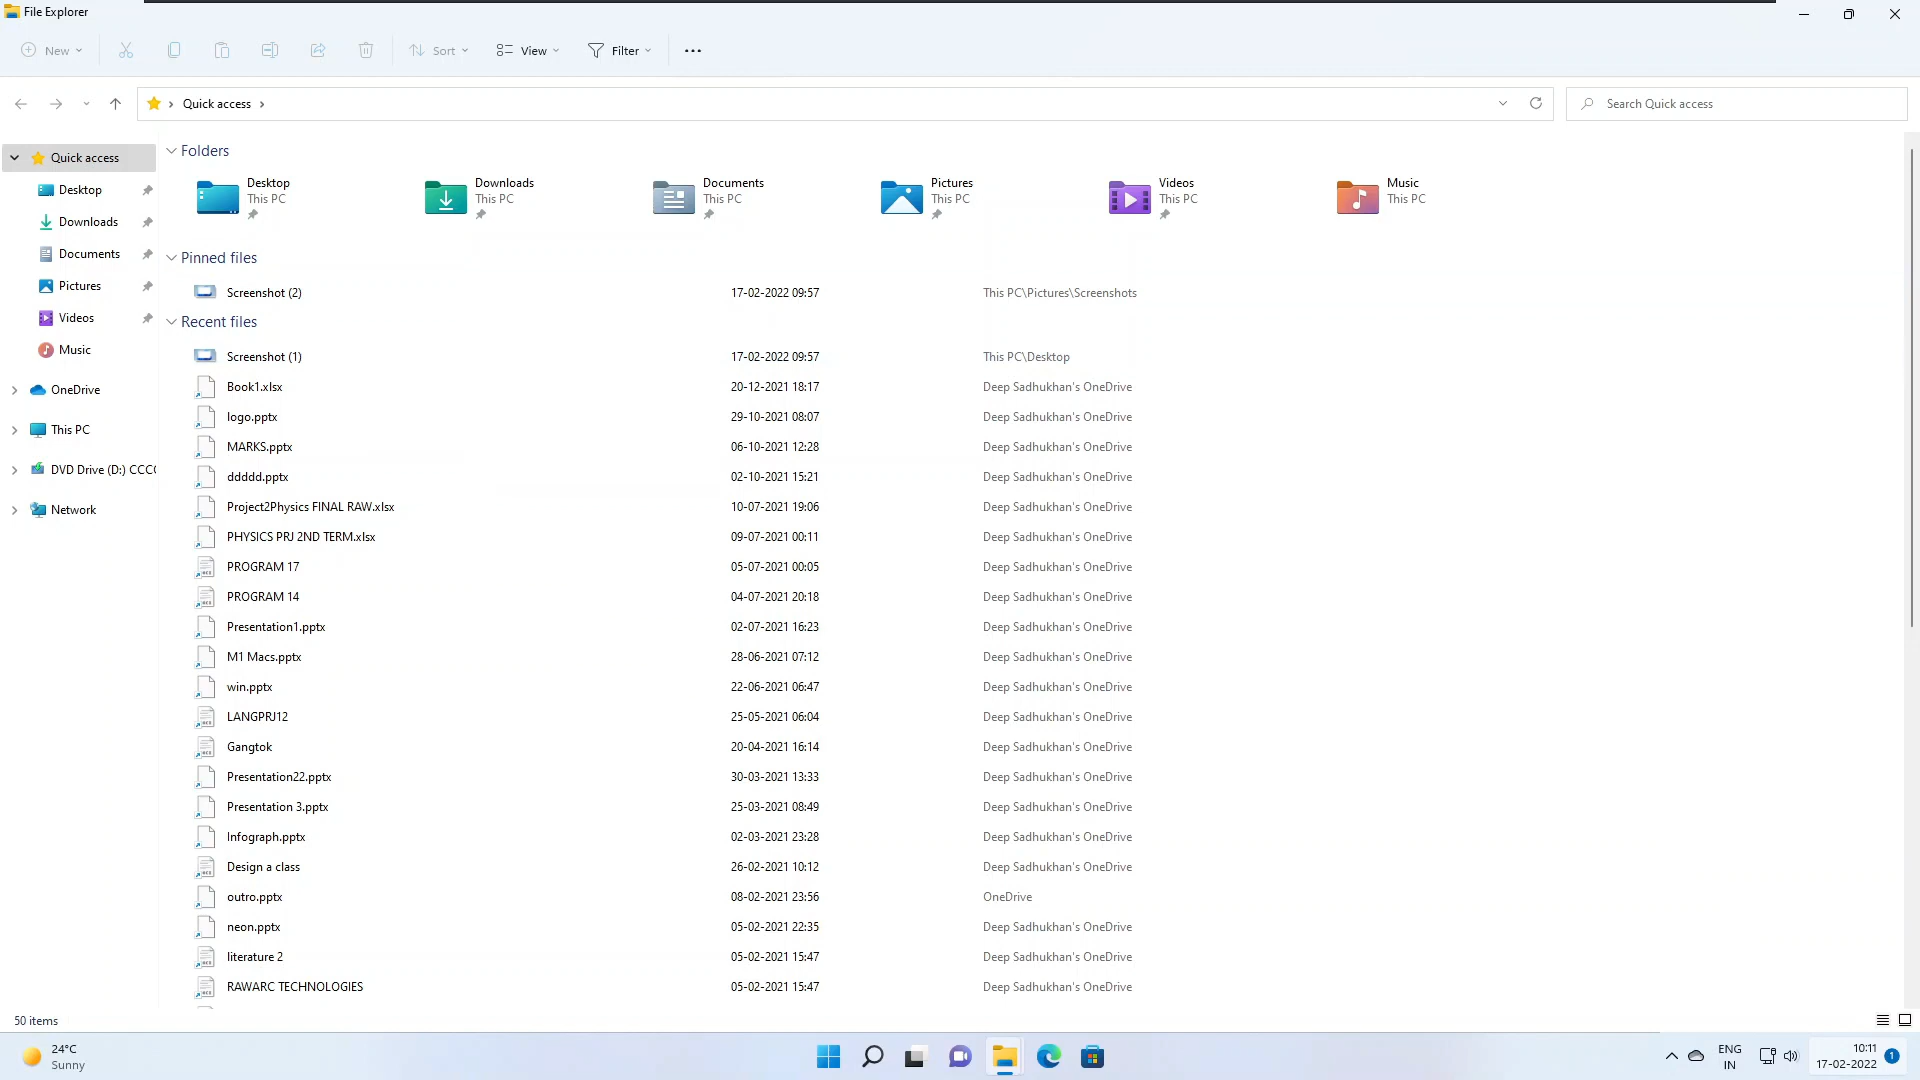 File Explorer
New
Sort
View
Filter
Quick access
Search Quick access
Quick access
Desktop
Downloads
Documents
Pictures
Videos
Music
OneDrive
This PC
DVD Drive (D:) CCC
Network
Folders
Desktop
This PC
Downloads
This PC
Documents
This PC
Pictures
This PC
Videos
This PC
Music
This PC
Pinned files
Screenshot (2) 17-02-2022 09:57 This PC\Pictures\Screenshots
Recent files
Screenshot (1) 17-02-2022 09:57 This PC\Desktop
Book1.xlsx 20-12-2021 18:17 Deep Sadhukhan's OneDrive
logo.pptx 29-10-2021 08:07 Deep Sadhukhan's OneDrive
MARKS.pptx 06-10-2021 12:28 Deep Sadhukhan's OneDrive
ddddd.pptx 02-10-2021 15:21 Deep Sadhukhan's OneDrive
Project2Physics FINAL RAW.xlsx 10-07-2021 19:06 Deep Sadhukhan's OneDrive
PHYSICS PRJ 2ND TERM.xlsx 09-07-2021 00:11 Deep Sadhukhan's OneDrive
PROGRAM 17 05-07-2021 00:05 Deep Sadhukhan's OneDrive
PROGRAM 14 04-07-2021 20:18 Deep Sadhukhan's OneDrive
Presentation1.pptx 02-07-2021 16:23 Deep Sadhukhan's OneDrive
M1 Macs.pptx 28-06-2021 07:12 Deep Sadhukhan's OneDrive
win.pptx 22-06-2021 06:47 Deep Sadhukhan's OneDrive
LANGPRJ12 25-05-2021 06:04 Deep Sadhukhan's OneDrive
Gangtok 20-04-2021 16:14 Deep Sadhukhan's OneDrive
Presentation22.pptx 30-03-2021 13:33 Deep Sadhukhan's OneDrive
Presentation 3.pptx 25-03-2021 08:49 Deep Sadhukhan's OneDrive
Infograph.pptx 02-03-2021 23:28 Deep Sadhukhan's OneDrive
Design a class 26-02-2021 10:12 Deep Sadhukhan's OneDrive
outro.pptx 08-02-2021 23:56 OneDrive
neon.pptx 05-02-2021 22:35 Deep Sadhukhan's OneDrive
literature 2 05-02-2021 15:47 Deep Sadhukhan's OneDrive
RAWARC TECHNOLOGIES 05-02-2021 15:47 Deep Sadhukhan's OneDrive
50 items
24°C
Sunny
ENG
IN
10:11
17-02-2022
1